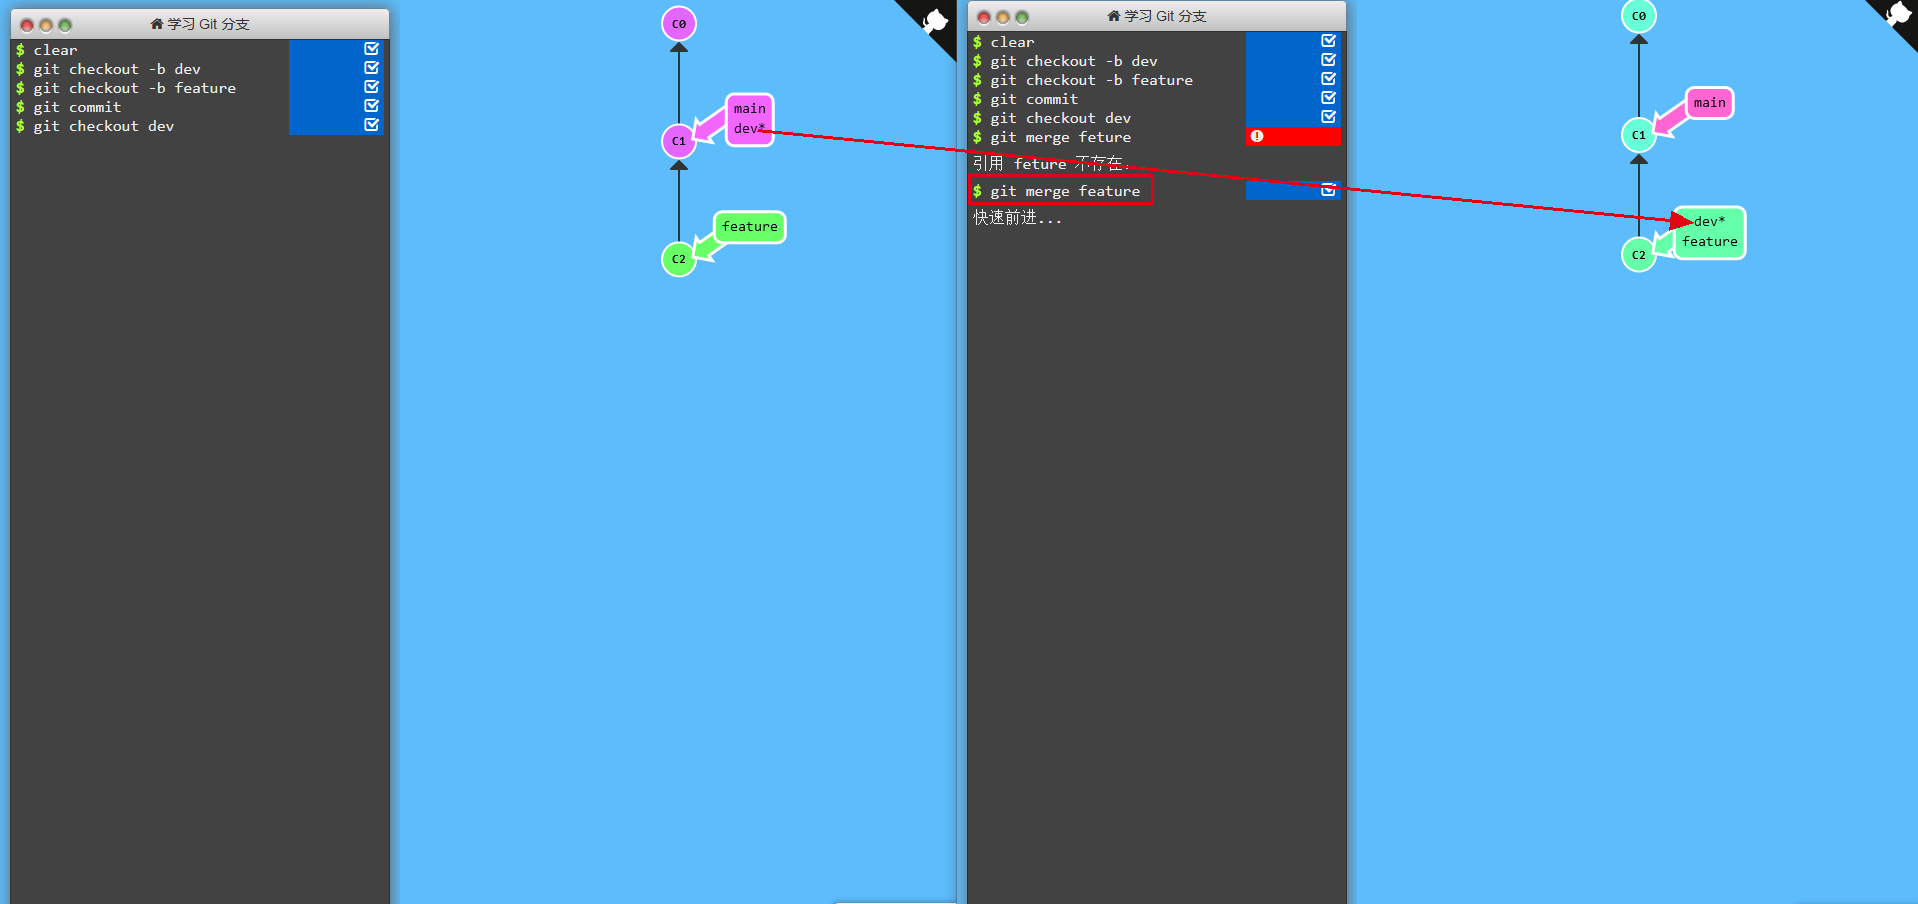 学习 Git 分支
$ clear
$ git checkout -b dev
$ git checkout -b feature
$ git commit
$ git checkout dev
C0
main
dev*
C1
feature
C2
学习 Git 分支
$ clear
$ git checkout -b dev
$ git checkout -b feature
$ git commit
$ git checkout dev
$ git merge feture
引用 feture 不存在.
$ git merge feature
快速前进...
C0
main
C1
dev*
feature
C2